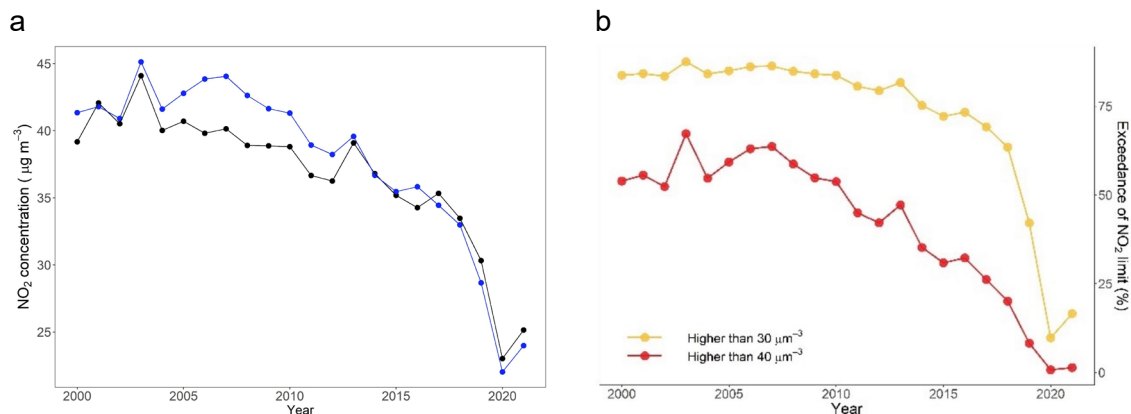 a
45
40
35
30
25
NO₂ concentration ( μg m⁻³)
2000 2005 2010 2015 2020
Year
b
75
50
25
0
Exceedance of NO₂ limit (%)
Higher than 30 μm⁻³
Higher than 40 μm⁻³
2000 2005 2010 2015 2020
Year